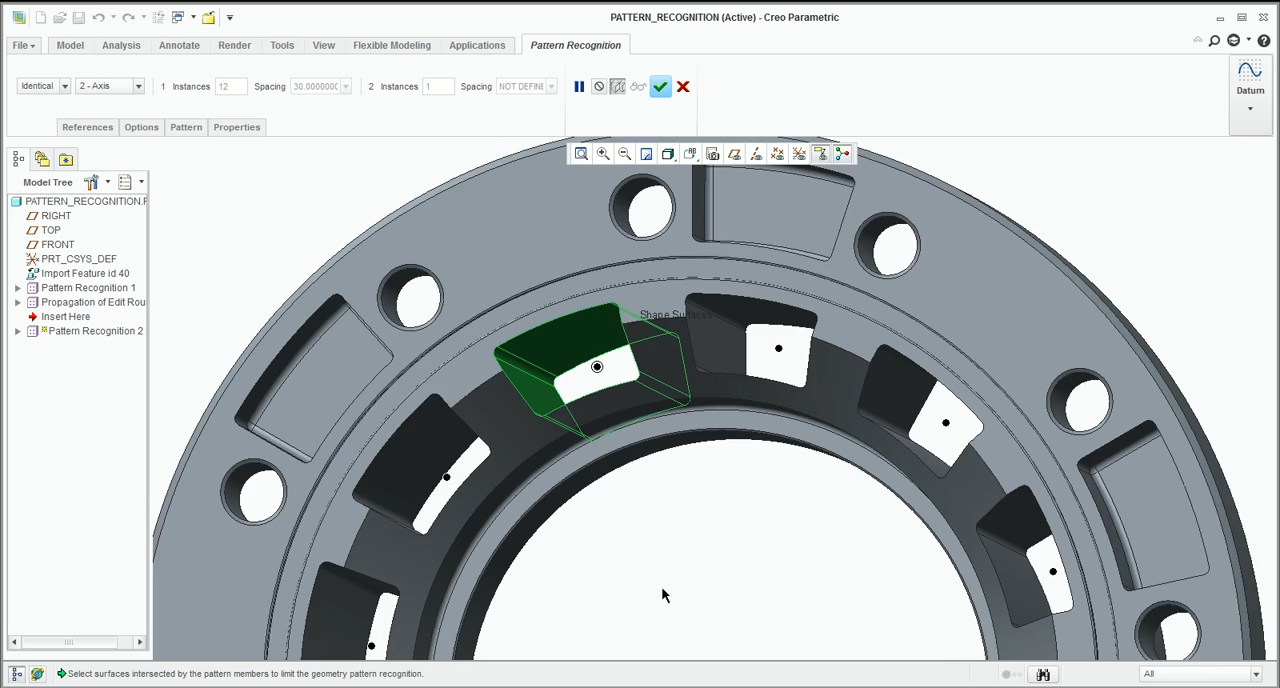 PATTERN_RECOGNITION (Active) - Creo Parametric
File Model Analysis Annotate Render Tools View Flexible Modeling Applications Pattern Recognition
Identical 2 - Axis 1 Instances 12 Spacing 30.0000000 2 Instances 1 Spacing NOT DEFINE
Datum
References Options Pattern Properties
Model Tree
PATTERN_RECOGNITION.F
RIGHT
TOP
FRONT
PRT_CSYS_DEF
Import Feature id 40
Pattern Recognition 1
Propagation of Edit Rou
Insert Here
Pattern Recognition 2
Shape Surfaces
Select surfaces intersected by the pattern members to limit the geometry pattern recognition.
All